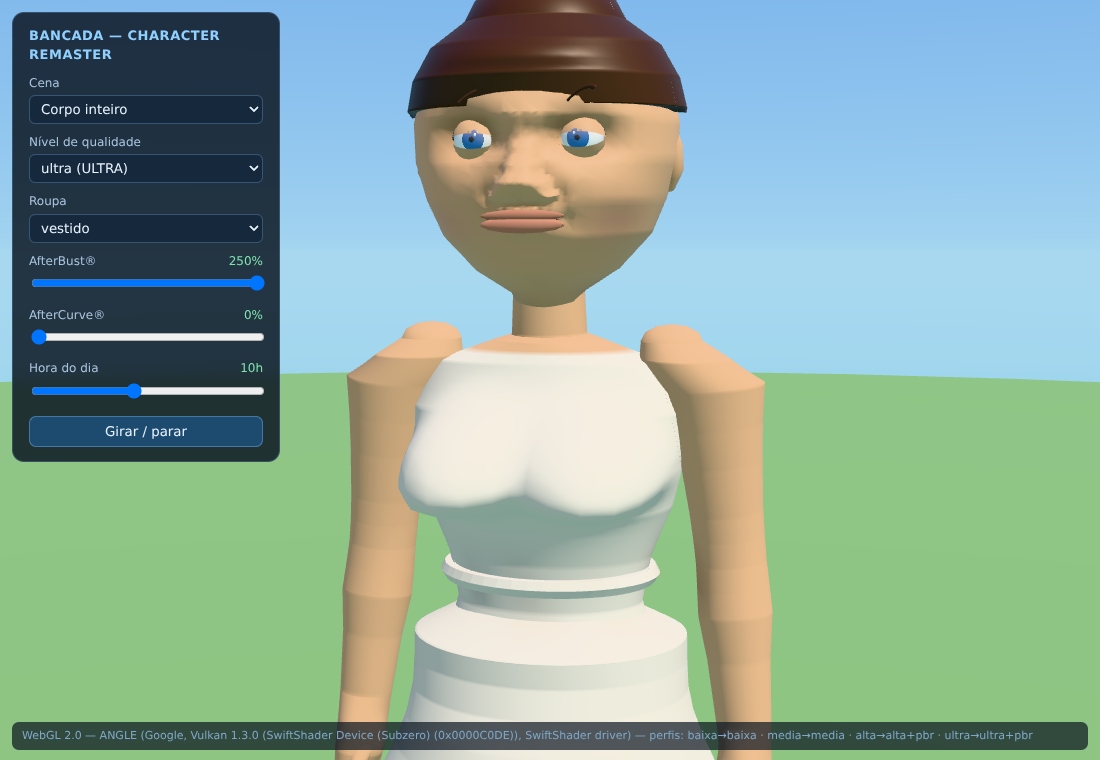 BANCADA — CHARACTER
REMASTER
Cena
Corpo inteiro
Nível de qualidade
ultra (ULTRA)
Roupa
vestido
AfterBust® 250%
AfterCurve® 0%
Hora do dia 10h
Girar / parar
WebGL 2.0 — ANGLE (Google, Vulkan 1.3.0 (SwiftShader Device (Subzero) (0x0000C0DE)), SwiftShader driver) — perfis: baixa→baixa · media→media · alta→alta+pbr · ultra→ultra+pbr